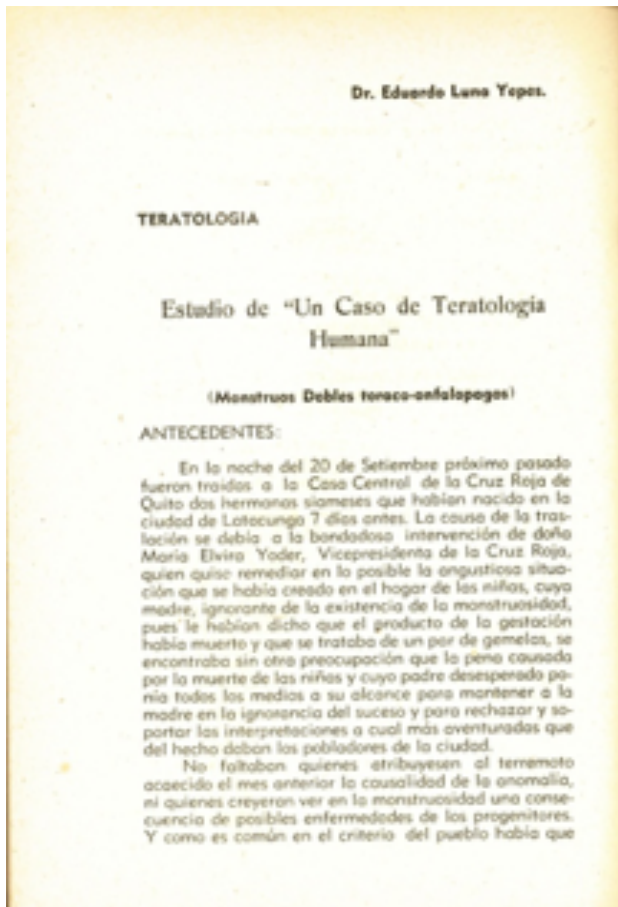 Dr. Eduardo Luna Yepes.
TERATOLOGIA
Estudio de "Un Caso de Teratología
Humana"
(Monstruos Dobles toraco-onfalopagos)
ANTECEDENTES:
En la noche del 20 de Setiembre próximo pasado
fueron traídos a la Casa Central de la Cruz Roja de
Quito dos hermanas siameses que habían nacido en la
ciudad de Latacunga 7 días antes. La causa de la tras-
lación se debía a la bondadosa intervención de doña
María Elvira Yoder, Vicepresidenta de la Cruz Roja,
quien quiso remediar en lo posible la angustiosa situa-
ción que se había creado en el hogar de las niñas, cuya
madre, ignorante de la existencia de la monstruosidad,
pues le habían dicho que el producto de la gestación
había muerto y que se trataba de un par de gemelas, se
encontraba sin otra preocupación que la pena causada
por la muerte de las niñas y cuyo padre desesperado po-
nía todos los medios a su alcance para mantener a la
madre en la ignorancia del suceso y para rechazar y so-
portar las interpretaciones a cual más aventuradas que
del hecho daban los pobladores de la ciudad.
No faltaban quienes atribuyesen al terremoto
acaecido el mes anterior la causalidad de la anomalía,
ni quienes creyeran ver en la monstruosidad una conse-
cuencia de posibles enfermedades de los progenitores.
Y como es común en el criterio del pueblo había que